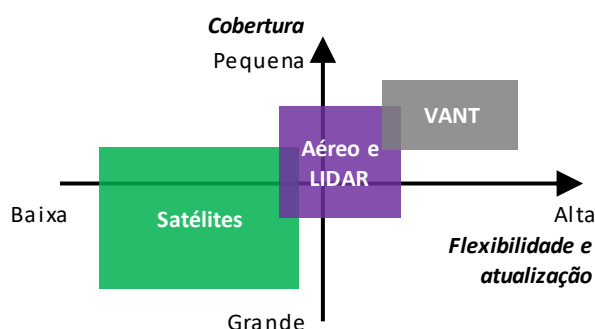 Cobertura
Pequena
VANT
Aéreo e
LIDAR
Baixa
Satélites
Alta
Flexibilidade e
atualização
Grande